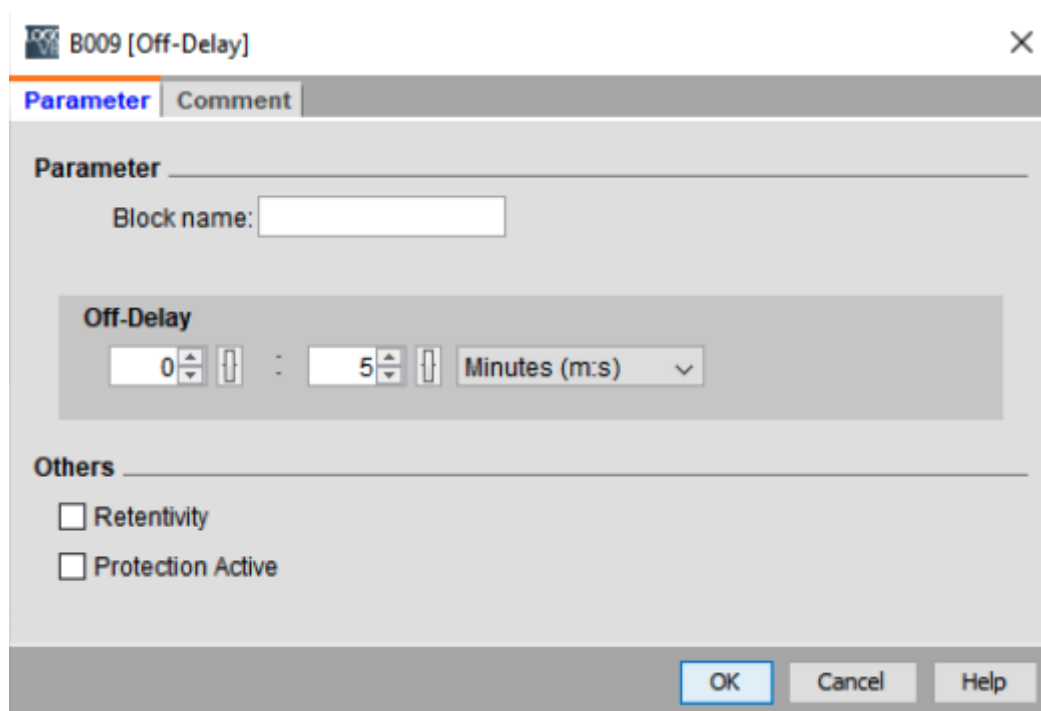 B009 [Off-Delay]
Parameter Comment
Parameter
Block name:
Off-Delay
0 : 5 Minutes (m:s)
Others
Retentivity
Protection Active
OK Cancel Help